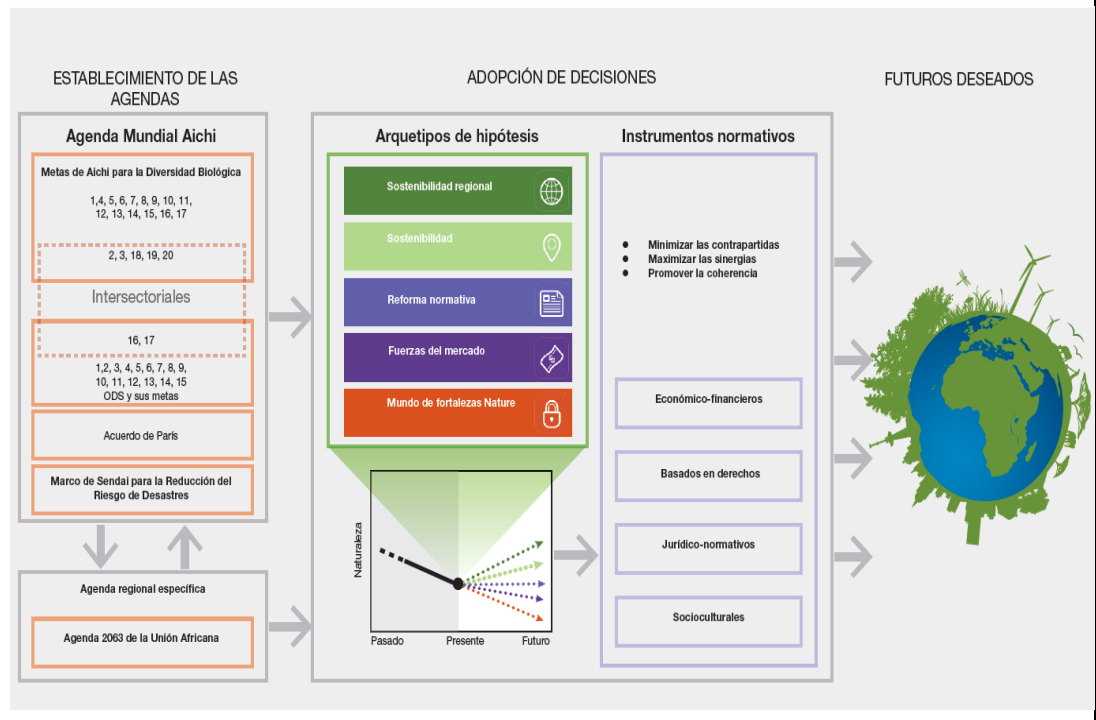 ESTABLECIMIENTO DE LAS
AGENDAS
Agenda Mundial Aichi
Metas de Aichi para la Diversidad Biológica
1,4, 5, 6, 7, 8, 9, 10, 11,
12, 13, 14, 15, 16, 17
2, 3, 18, 19, 20
Intersectoriales
16, 17
1,2, 3, 4, 5, 6, 7, 8, 9,
10, 11, 12, 13, 14, 15
ODS y sus metas
Acuerdo de París
Marco de Sendai para la Reducción del
Riesgo de Desastres
Agenda regional específica
Agenda 2063 de la Unión Africana
ADOPCIÓN DE DECISIONES
Arquetipos de hipótesis
Sostenibilidad regional
Sostenibilidad
Reforma normativa
Fuerzas del mercado
Mundo de fortalezas Nature
Naturaleza
Pasado
Presente
Futuro
Instrumentos normativos
● Minimizar las contrapartidas
● Maximizar las sinergias
● Promover la coherencia
Económico-financieros
Basados en derechos
Jurídico-normativos
Socioculturales
FUTUROS DESEADOS